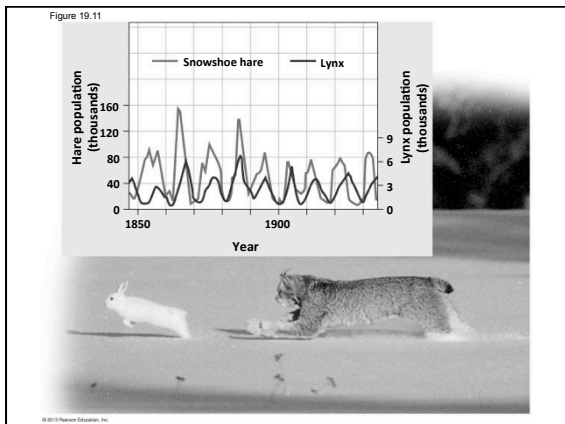 Figure 19.11
Snowshoe hare
Lynx
Hare population
(thousands)
160
120
80
40
0
Lynx population
(thousands)
9
6
3
0
1850
1900
Year
© 2013 Pearson Education, Inc.